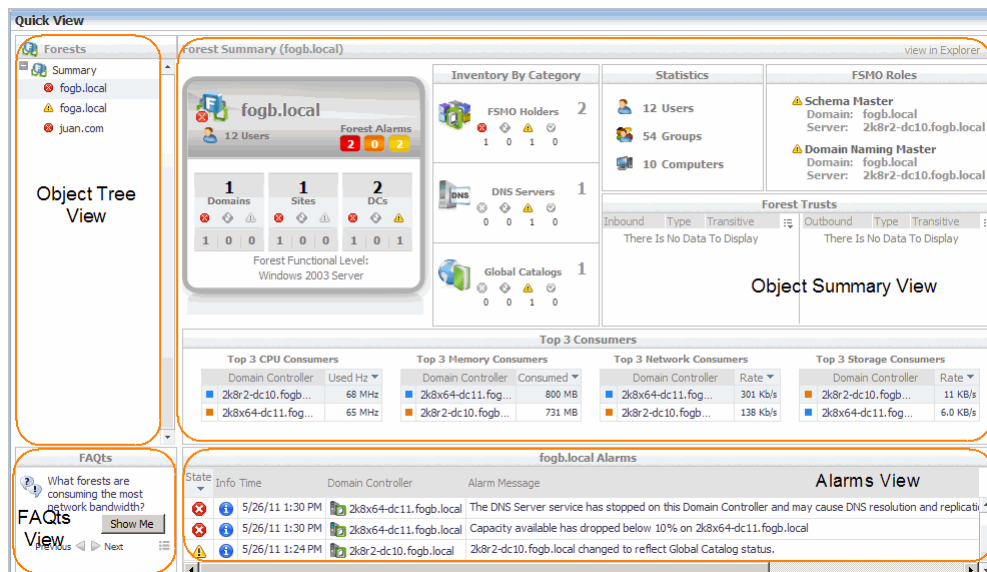 Quick View
Forests
Summary
fogb.local
foga.local
juan.com
Object Tree
View
Forest Summary (fogb.local)
view in Explorer
fogb.local
12 Users
Forest Alarms
2 0 2
1 1 2
Domains Sites DCs
1 0 0 1 0 0 1 0 1
Forest Functional Level:
Windows 2003 Server
Inventory By Category
FSMO Holders 2
1 0 1 0
DNS
DNS Servers 1
0 0 1 0
Global Catalogs 1
0 0 1 0
Statistics
12 Users
54 Groups
10 Computers
FSMO Roles
Schema Master
Domain: fogb.local
Server: 2k8r2-dc10.fogb.local
Domain Naming Master
Domain: fogb.local
Server: 2k8r2-dc10.fogb.local
Forest Trusts
Inbound Type Transitive Outbound Type Transitive
There Is No Data To Display There Is No Data To Display
Object Summary View
Top 3 Consumers
Top 3 CPU Consumers
Domain Controller Used Hz
2k8r2-dc10.fogb... 68 MHz
2k8x64-dc11.fog... 65 MHz
Top 3 Memory Consumers
Domain Controller Consumed
2k8x64-dc11.fog... 800 MB
2k8r2-dc10.fogb... 731 MB
Top 3 Network Consumers
Domain Controller Rate
2k8r2-dc10.fogb... 301 Kb/s
2k8x64-dc11.fog... 138 Kb/s
Top 3 Storage Consumers
Domain Controller Rate
2k8r2-dc10.fogb... 11 KB/s
2k8x64-dc11.fog... 6.0 KB/s
FAQts
What forests are
consuming the most
network bandwidth?
Show Me
Previous Next
FAQts
View
fogb.local Alarms
Alarms View
State Info Time Domain Controller Alarm Message
5/26/11 1:30 PM 2k8x64-dc11.fogb.local The DNS Server service has stopped on this Domain Controller and may cause DNS resolution and replicati
5/26/11 1:30 PM 2k8x64-dc11.fogb.local Capacity available has dropped below 10% on 2k8x64-dc11.fogb.local
5/26/11 1:24 PM 2k8r2-dc10.fogb.local 2k8r2-dc10.fogb.local changed to reflect Global Catalog status.